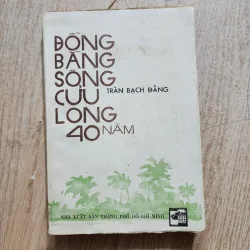 ĐỒNG
BẰNG
SÔNG
CỬU
TRẦN BẠCH ĐẰNG
LONG
40 NĂM
NHÀ XUẤT BẢN THÀNH PHỐ HỒ CHÍ MINH